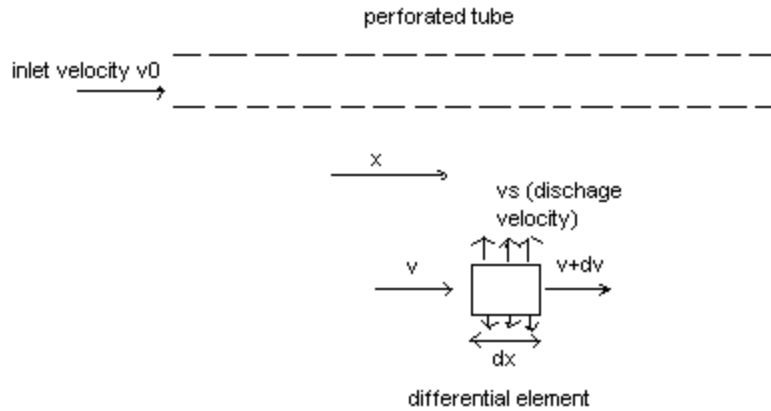 perforated tube
inlet velocity v0
x
vs (dischage
velocity)
v
v+dv
dx
differential element